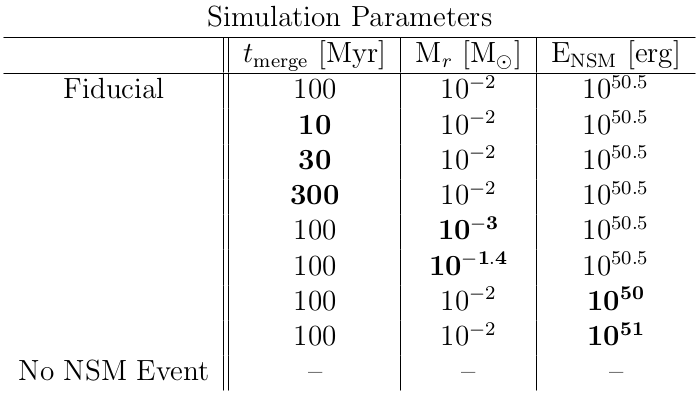 Simulation Parameters
t_merge [Myr] M_r [M_⊙] E_NSM [erg]
Fiducial 100 10^−2 10^50.5
10 10^−2 10^50.5
30 10^−2 10^50.5
300 10^−2 10^50.5
100 10^−3 10^50.5
100 10^−1.4 10^50.5
100 10^−2 10^50
100 10^−2 10^51
No NSM Event – – –